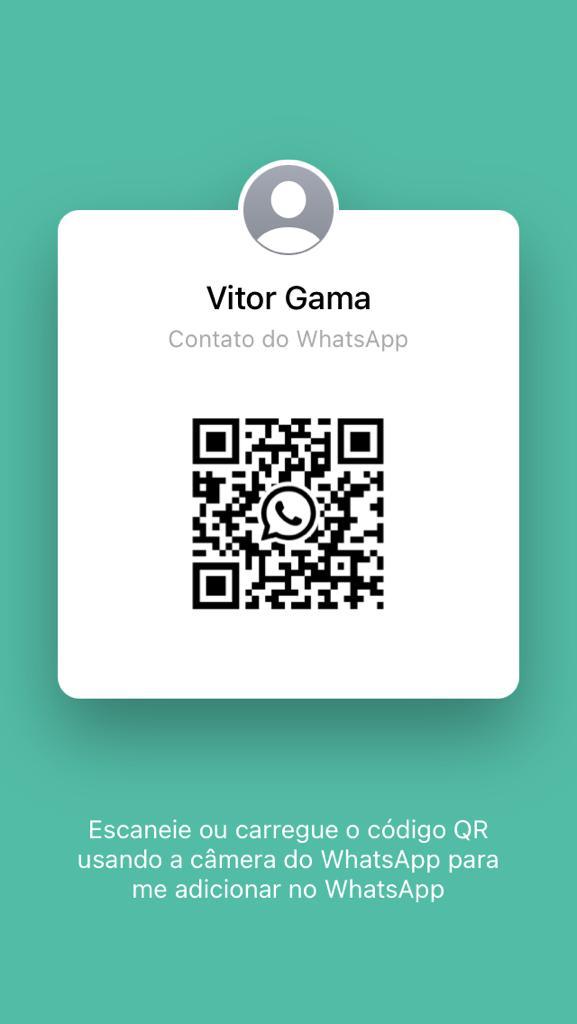 Vitor Gama
Contato do WhatsApp
Escaneie ou carregue o código QR
usando a câmera do WhatsApp para
me adicionar no WhatsApp